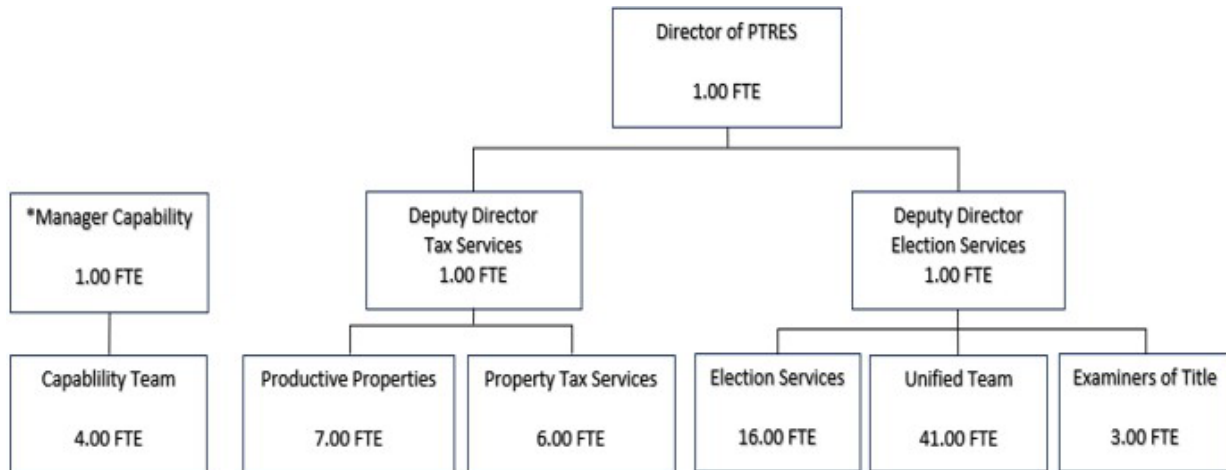 Director of PTRES
1.00 FTE
*Manager Capability
1.00 FTE
Deputy Director
Tax Services
1.00 FTE
Deputy Director
Election Services
1.00 FTE
Capablility Team
4.00 FTE
Productive Properties
7.00 FTE
Property Tax Services
6.00 FTE
Election Services
16.00 FTE
Unified Team
41.00 FTE
Examiners of Title
3.00 FTE